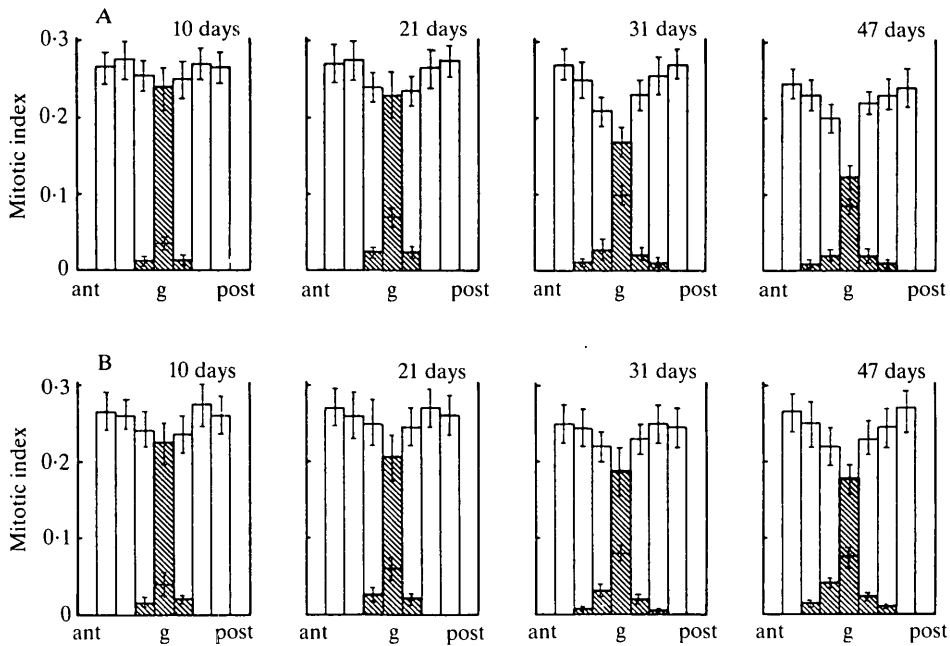 A
10 days 21 days 31 days 47 days
0·3
0·2
0·1
0
Mitotic index
ant g post ant g post ant g post ant g post
B
10 days 21 days 31 days 47 days
0·3
0·2
0·1
0
Mitotic index
ant g post ant g post ant g post ant g post